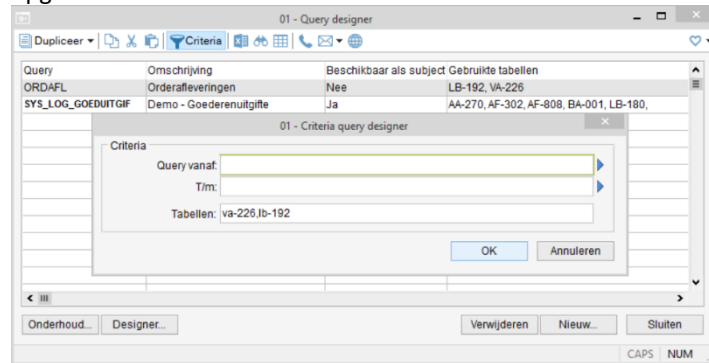 01 - Query designer
Dupliceer Criteria
Query Omschrijving Beschikbaar als subject Gebruikte tabellen
ORDAFL Orderafleveringen Nee LB-192, VA-226
SYS_LOG_GOEDUITGIF Demo - Goederenuitgifte Ja AA-270, AF-302, AF-808, BA-001, LB-180,
01 - Criteria query designer
Criteria
Query vanaf:
T/m:
Tabellen: va-226,lb-192
OK Annuleren
Onderhoud... Designer... Verwijderen Nieuw... Sluiten
CAPS NUM